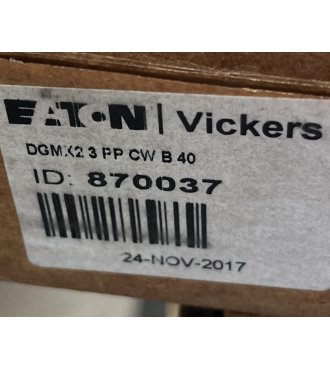 EATON | Vickers
DGMX2 3 PP CW B 40
ID: 870037
24-NOV-2017